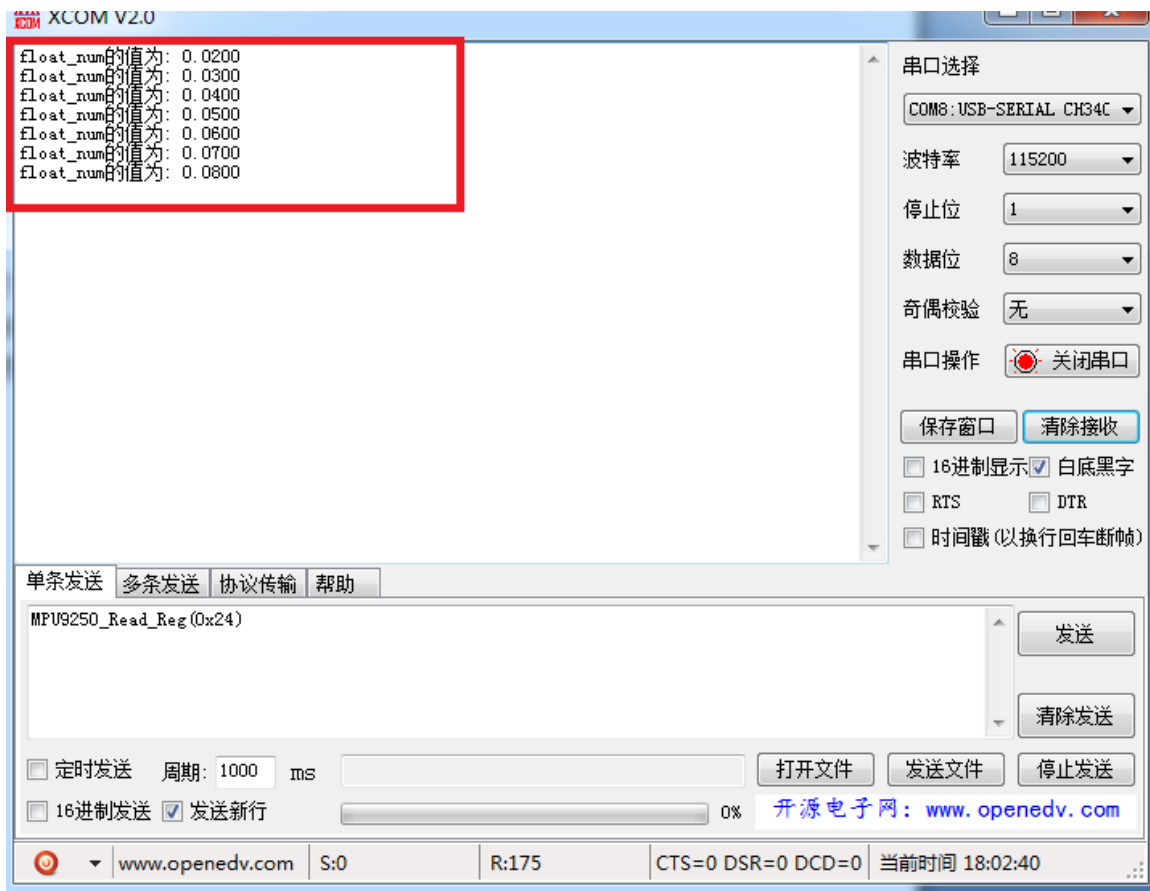 XCOM V2.0
float_num的值为: 0.0200
float_num的值为: 0.0300
float_num的值为: 0.0400
float_num的值为: 0.0500
float_num的值为: 0.0600
float_num的值为: 0.0700
float_num的值为: 0.0800
串口选择
COM8:USB-SERIAL CH34
波特率 115200
停止位 1
数据位 8
奇偶校验 无
串口操作 关闭串口
保存窗口 清除接收
16进制显示 白底黑字
RTS DTR
时间戳(以换行回车断帧)
单条发送 多条发送 协议传输 帮助
MPU9250_Read_Reg(0x24)
发送
清除发送
定时发送 周期: 1000 ms 打开文件 发送文件 停止发送
16进制发送 发送新行 0% 开源电子网: www.openedv.com
www.openedv.com S:0 R:175 CTS=0 DSR=0 DCD=0 当前时间 18:02:40